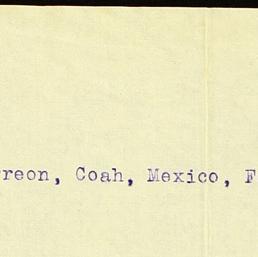 reon, Coah, Mexico, F